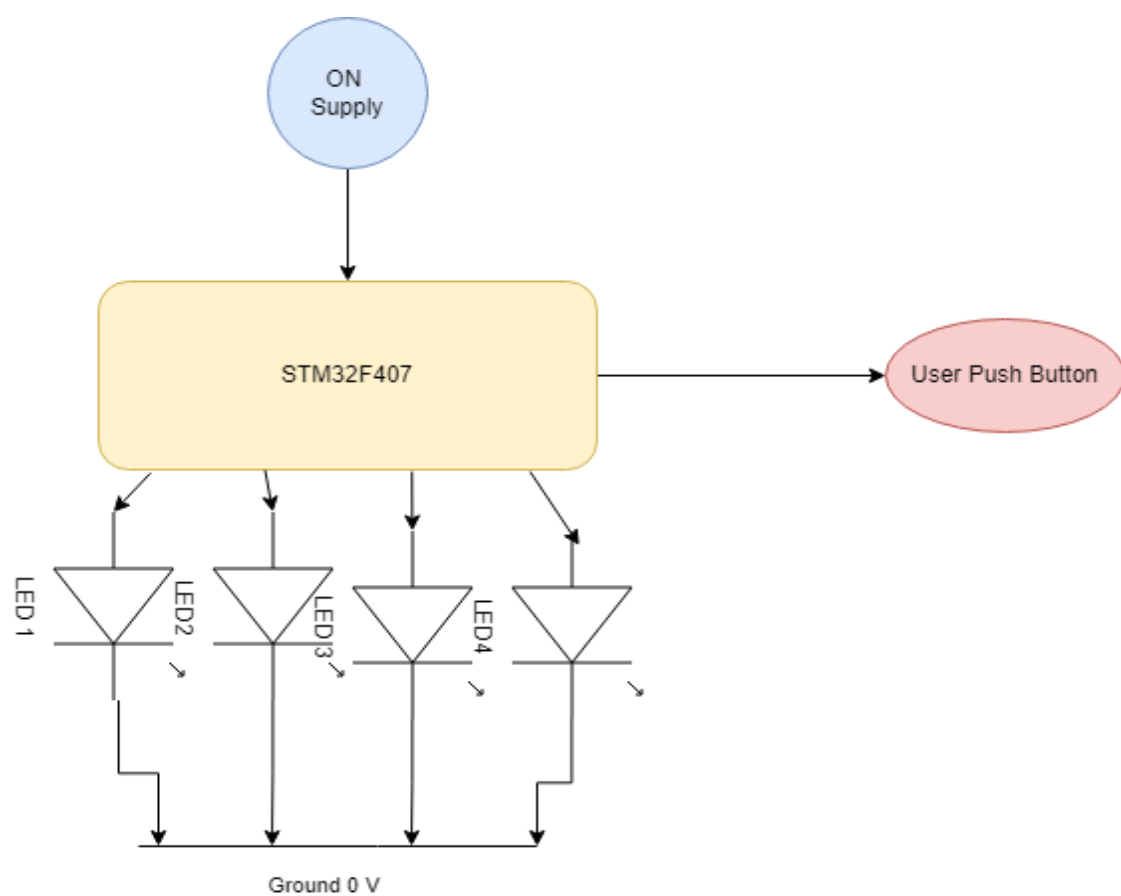 ON
Supply
STM32F407
User Push Button
LED 1
LED2
LED3
LED4
Ground 0 V